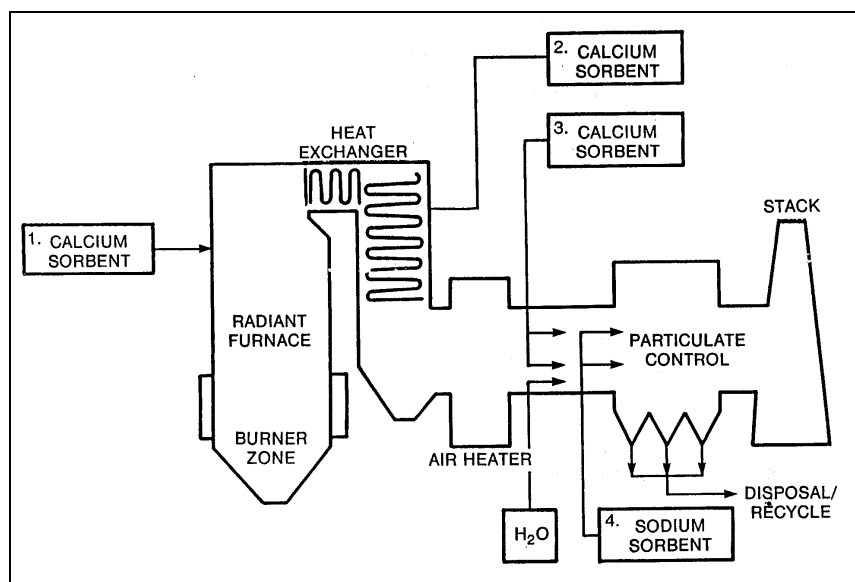 2. CALCIUM
SORBENT
3. CALCIUM
SORBENT
HEAT
EXCHANGER
STACK
1. CALCIUM
SORBENT
RADIANT
FURNACE
PARTICULATE
CONTROL
BURNER
ZONE
AIR HEATER
DISPOSAL/
RECYCLE
H₂O
4. SODIUM
SORBENT